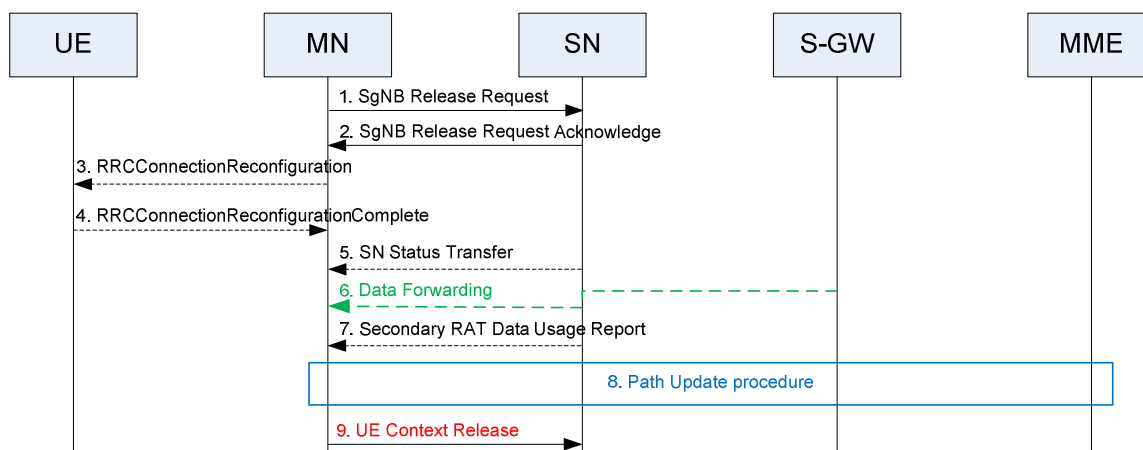 UE
MN
SN
S-GW
MME
1. SgNB Release Request
2. SgNB Release Request Acknowledge
3. RRCConnectionReconfiguration
4. RRCConnectionReconfigurationComplete
5. SN Status Transfer
6. Data Forwarding
7. Secondary RAT Data Usage Report
8. Path Update procedure
9. UE Context Release